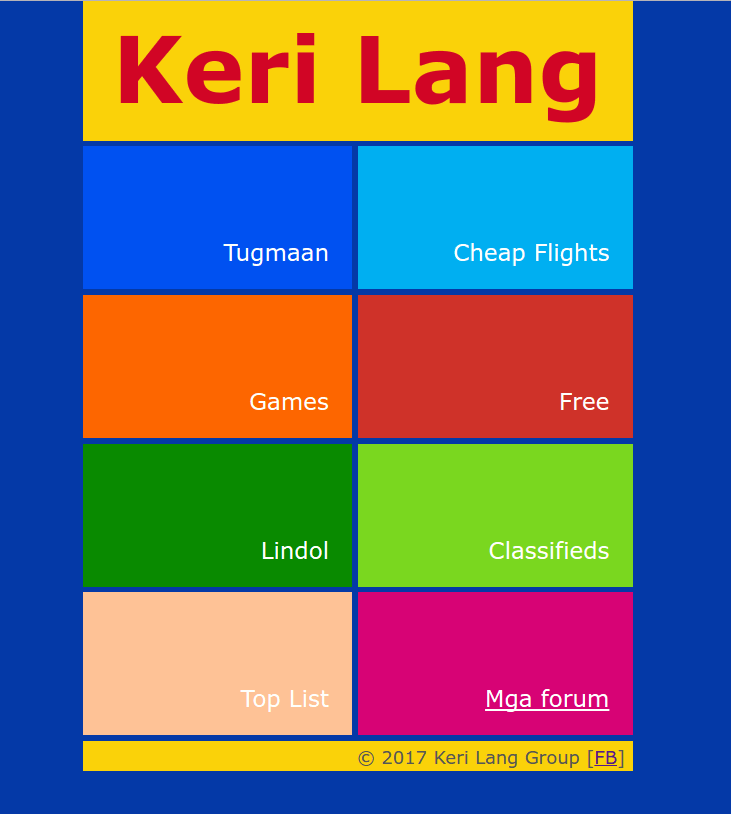 Keri Lang
Tugmaan
Cheap Flights
Games
Free
Lindol
Classifieds
Top List
Mga forum
© 2017 Keri Lang Group [FB]